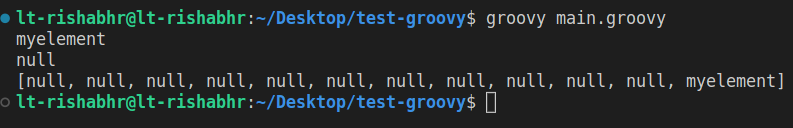 lt-rishabhr@lt-rishabhr:~/Desktop/test-groovy$ groovy main.groovy
myelement
null
[null, null, null, null, null, null, null, null, null, null, null, myelement]
lt-rishabhr@lt-rishabhr:~/Desktop/test-groovy$